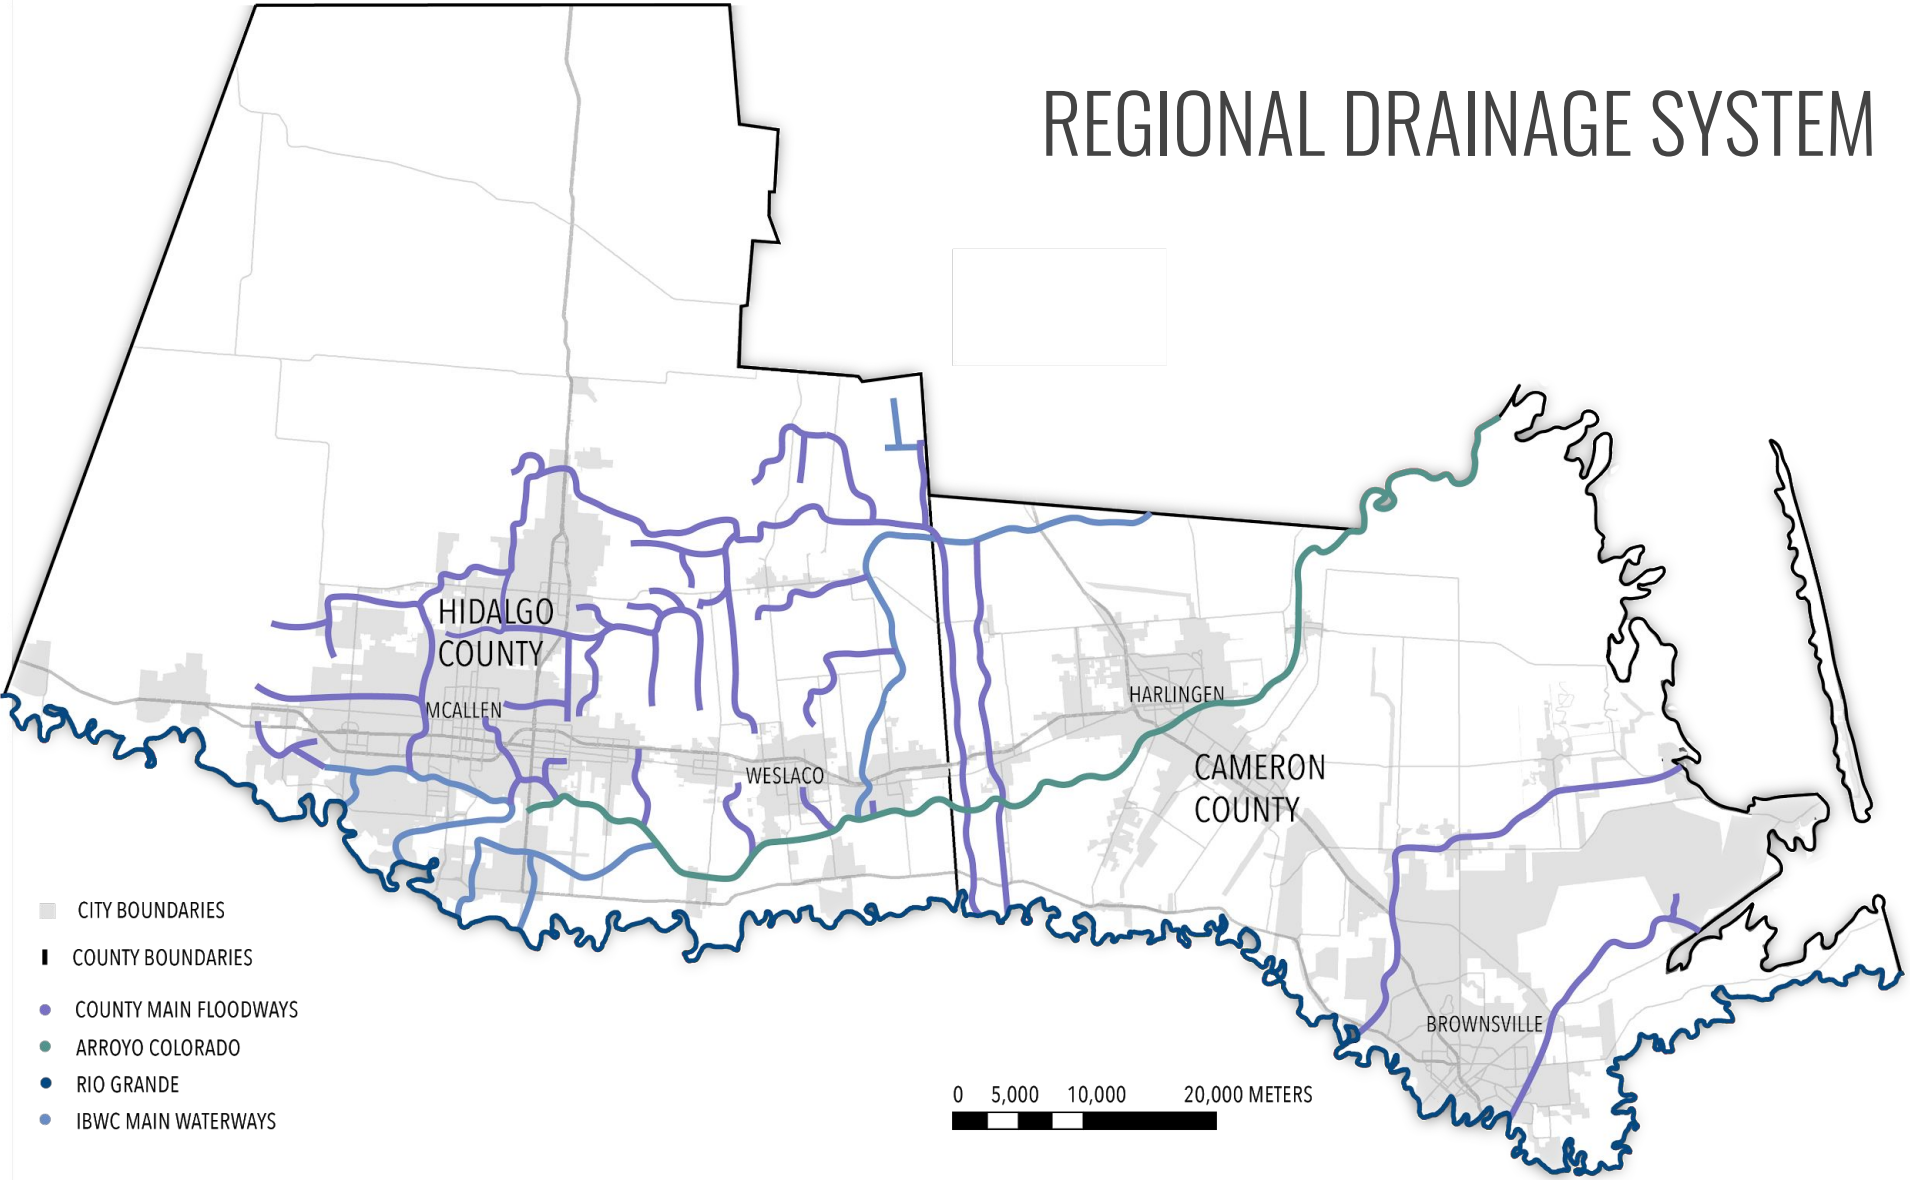 REGIONAL DRAINAGE SYSTEM
HIDALGO
COUNTY
MCALLEN
WESLACO
HARLINGEN
CAMERON
COUNTY
BROWNSVILLE
CITY BOUNDARIES
COUNTY BOUNDARIES
COUNTY MAIN FLOODWAYS
ARROYO COLORADO
RIO GRANDE
IBWC MAIN WATERWAYS
0 5,000 10,000 20,000 METERS